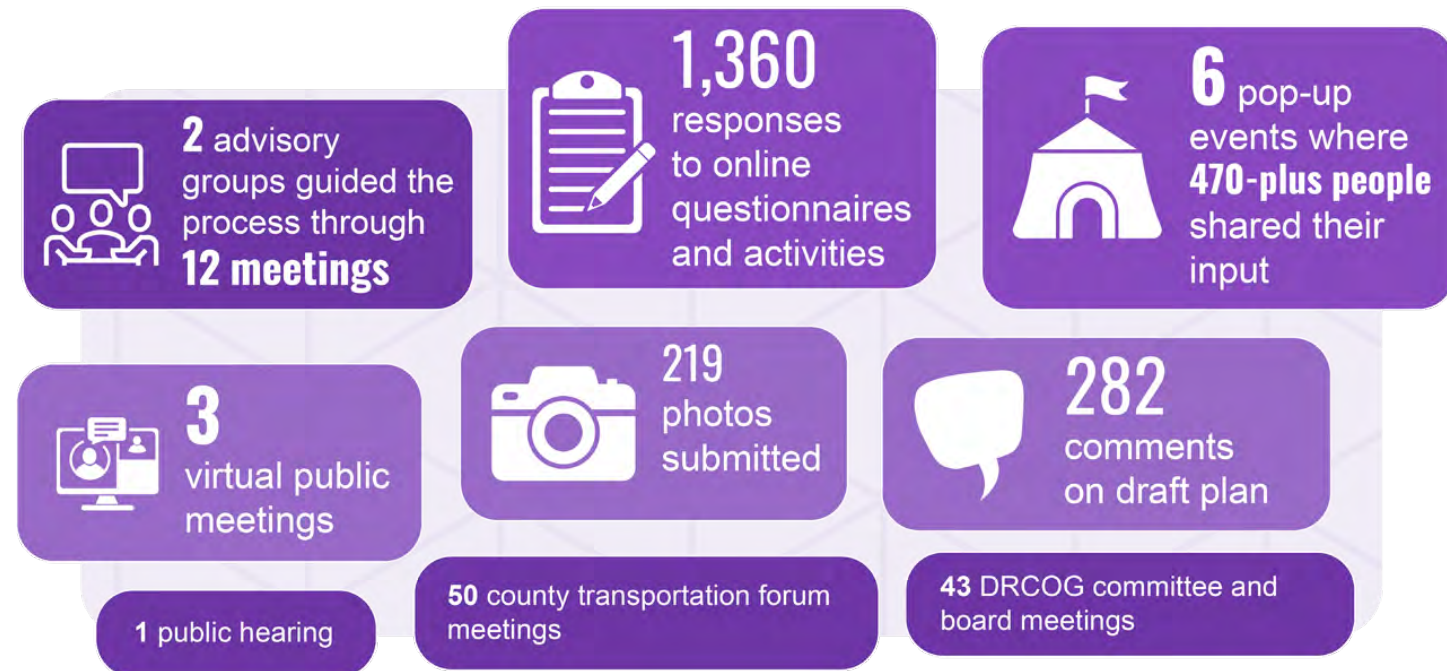 2 advisory
groups guided the
process through
12 meetings
1,360
responses
to online
questionnaires
and activities
6 pop-up
events where
470-plus people
shared their
input
3
virtual public
meetings
219
photos
submitted
282
comments
on draft plan
1 public hearing
50 county transportation forum
meetings
43 DRCOG committee and
board meetings